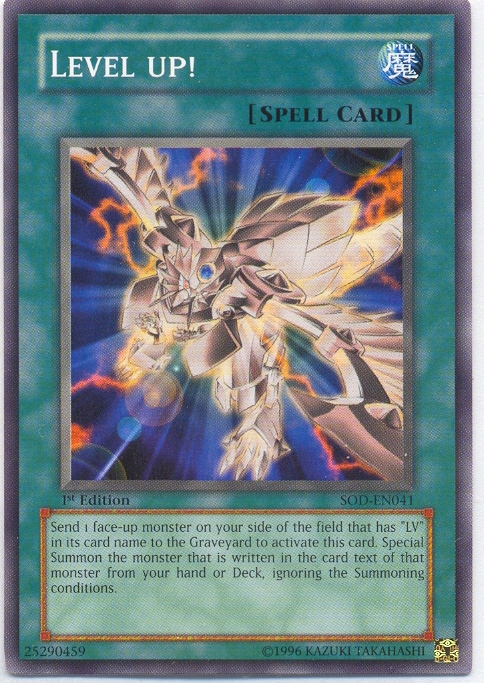 LEVEL UP!
SPELL
魔
[SPELL CARD]
1st Edition
SOD-EN041
Send 1 face-up monster on your side of the field that has "LV"
in its card name to the Graveyard to activate this card. Special
Summon the monster that is written in the card text of that
monster from your hand or Deck, ignoring the Summoning
conditions.
25290459
©1996 KAZUKI TAKAHASHI